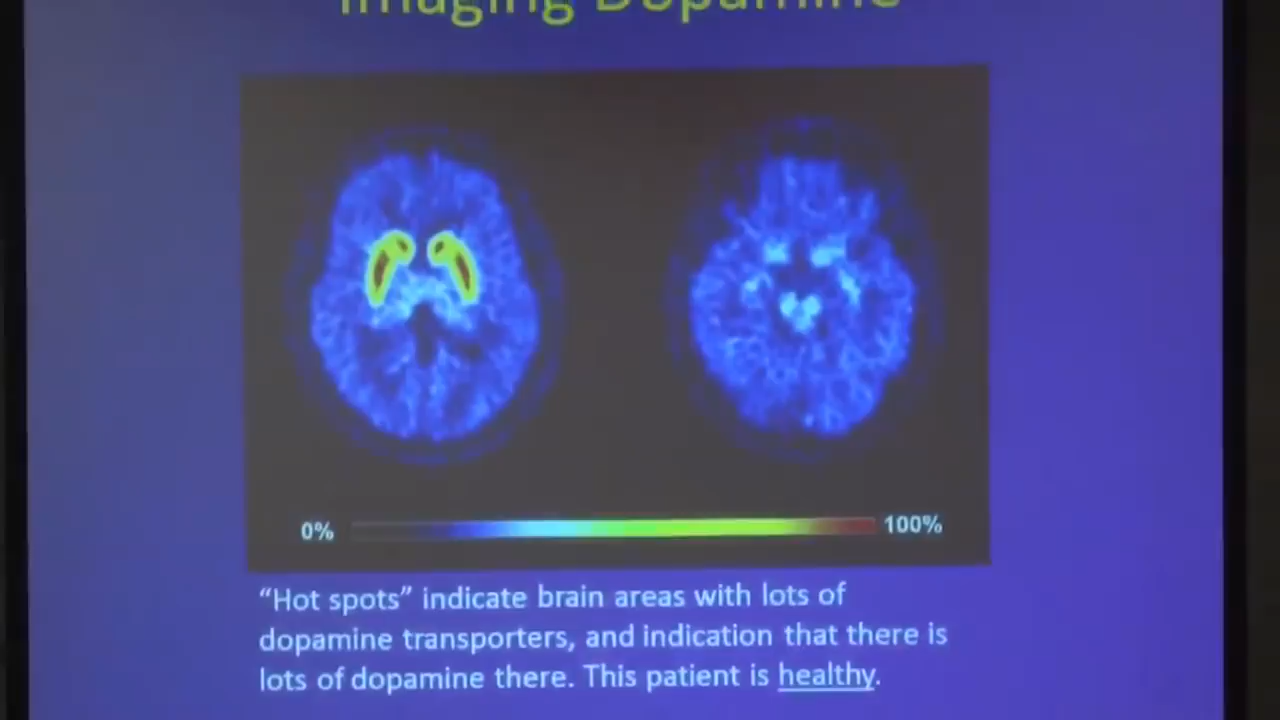 Imaging Dopamine
0%
100%
“Hot spots” indicate brain areas with lots of
dopamine transporters, and indication that there is
lots of dopamine there. This patient is healthy.